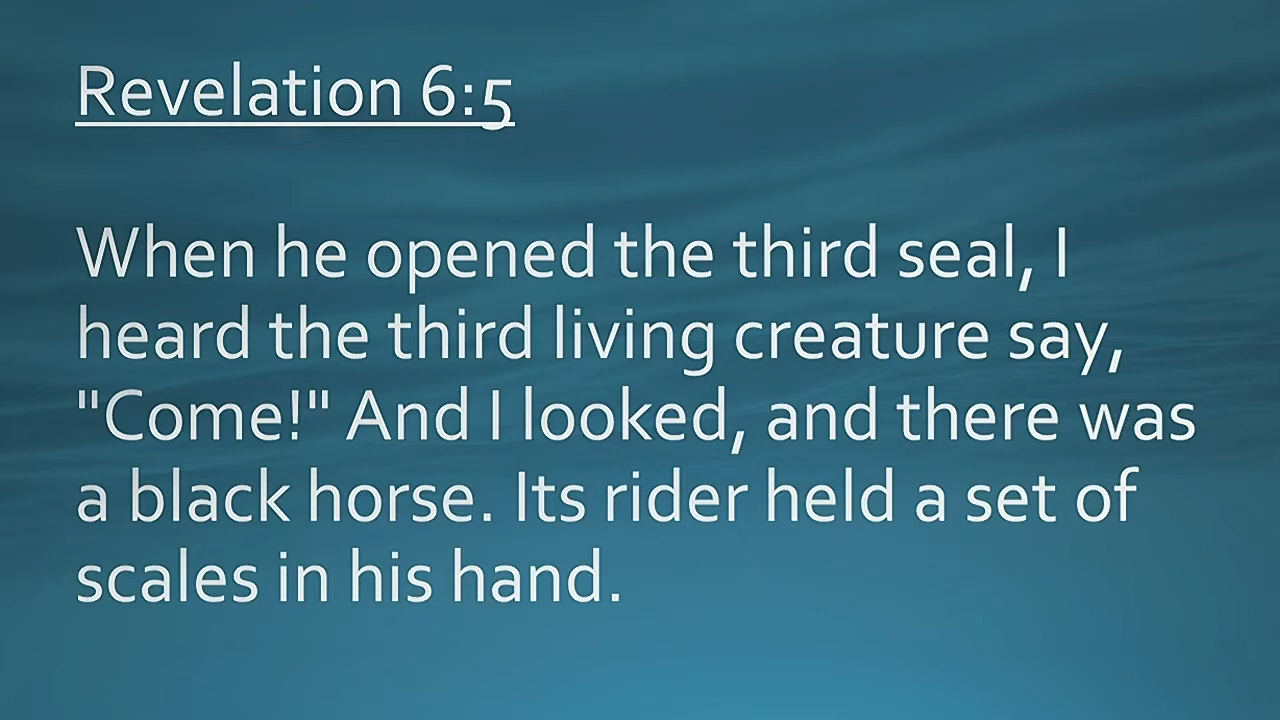 Revelation 6:5
When he opened the third seal, I
heard the third living creature say,
"Come!" And I looked, and there was
a black horse. Its rider held a set of
scales in his hand.